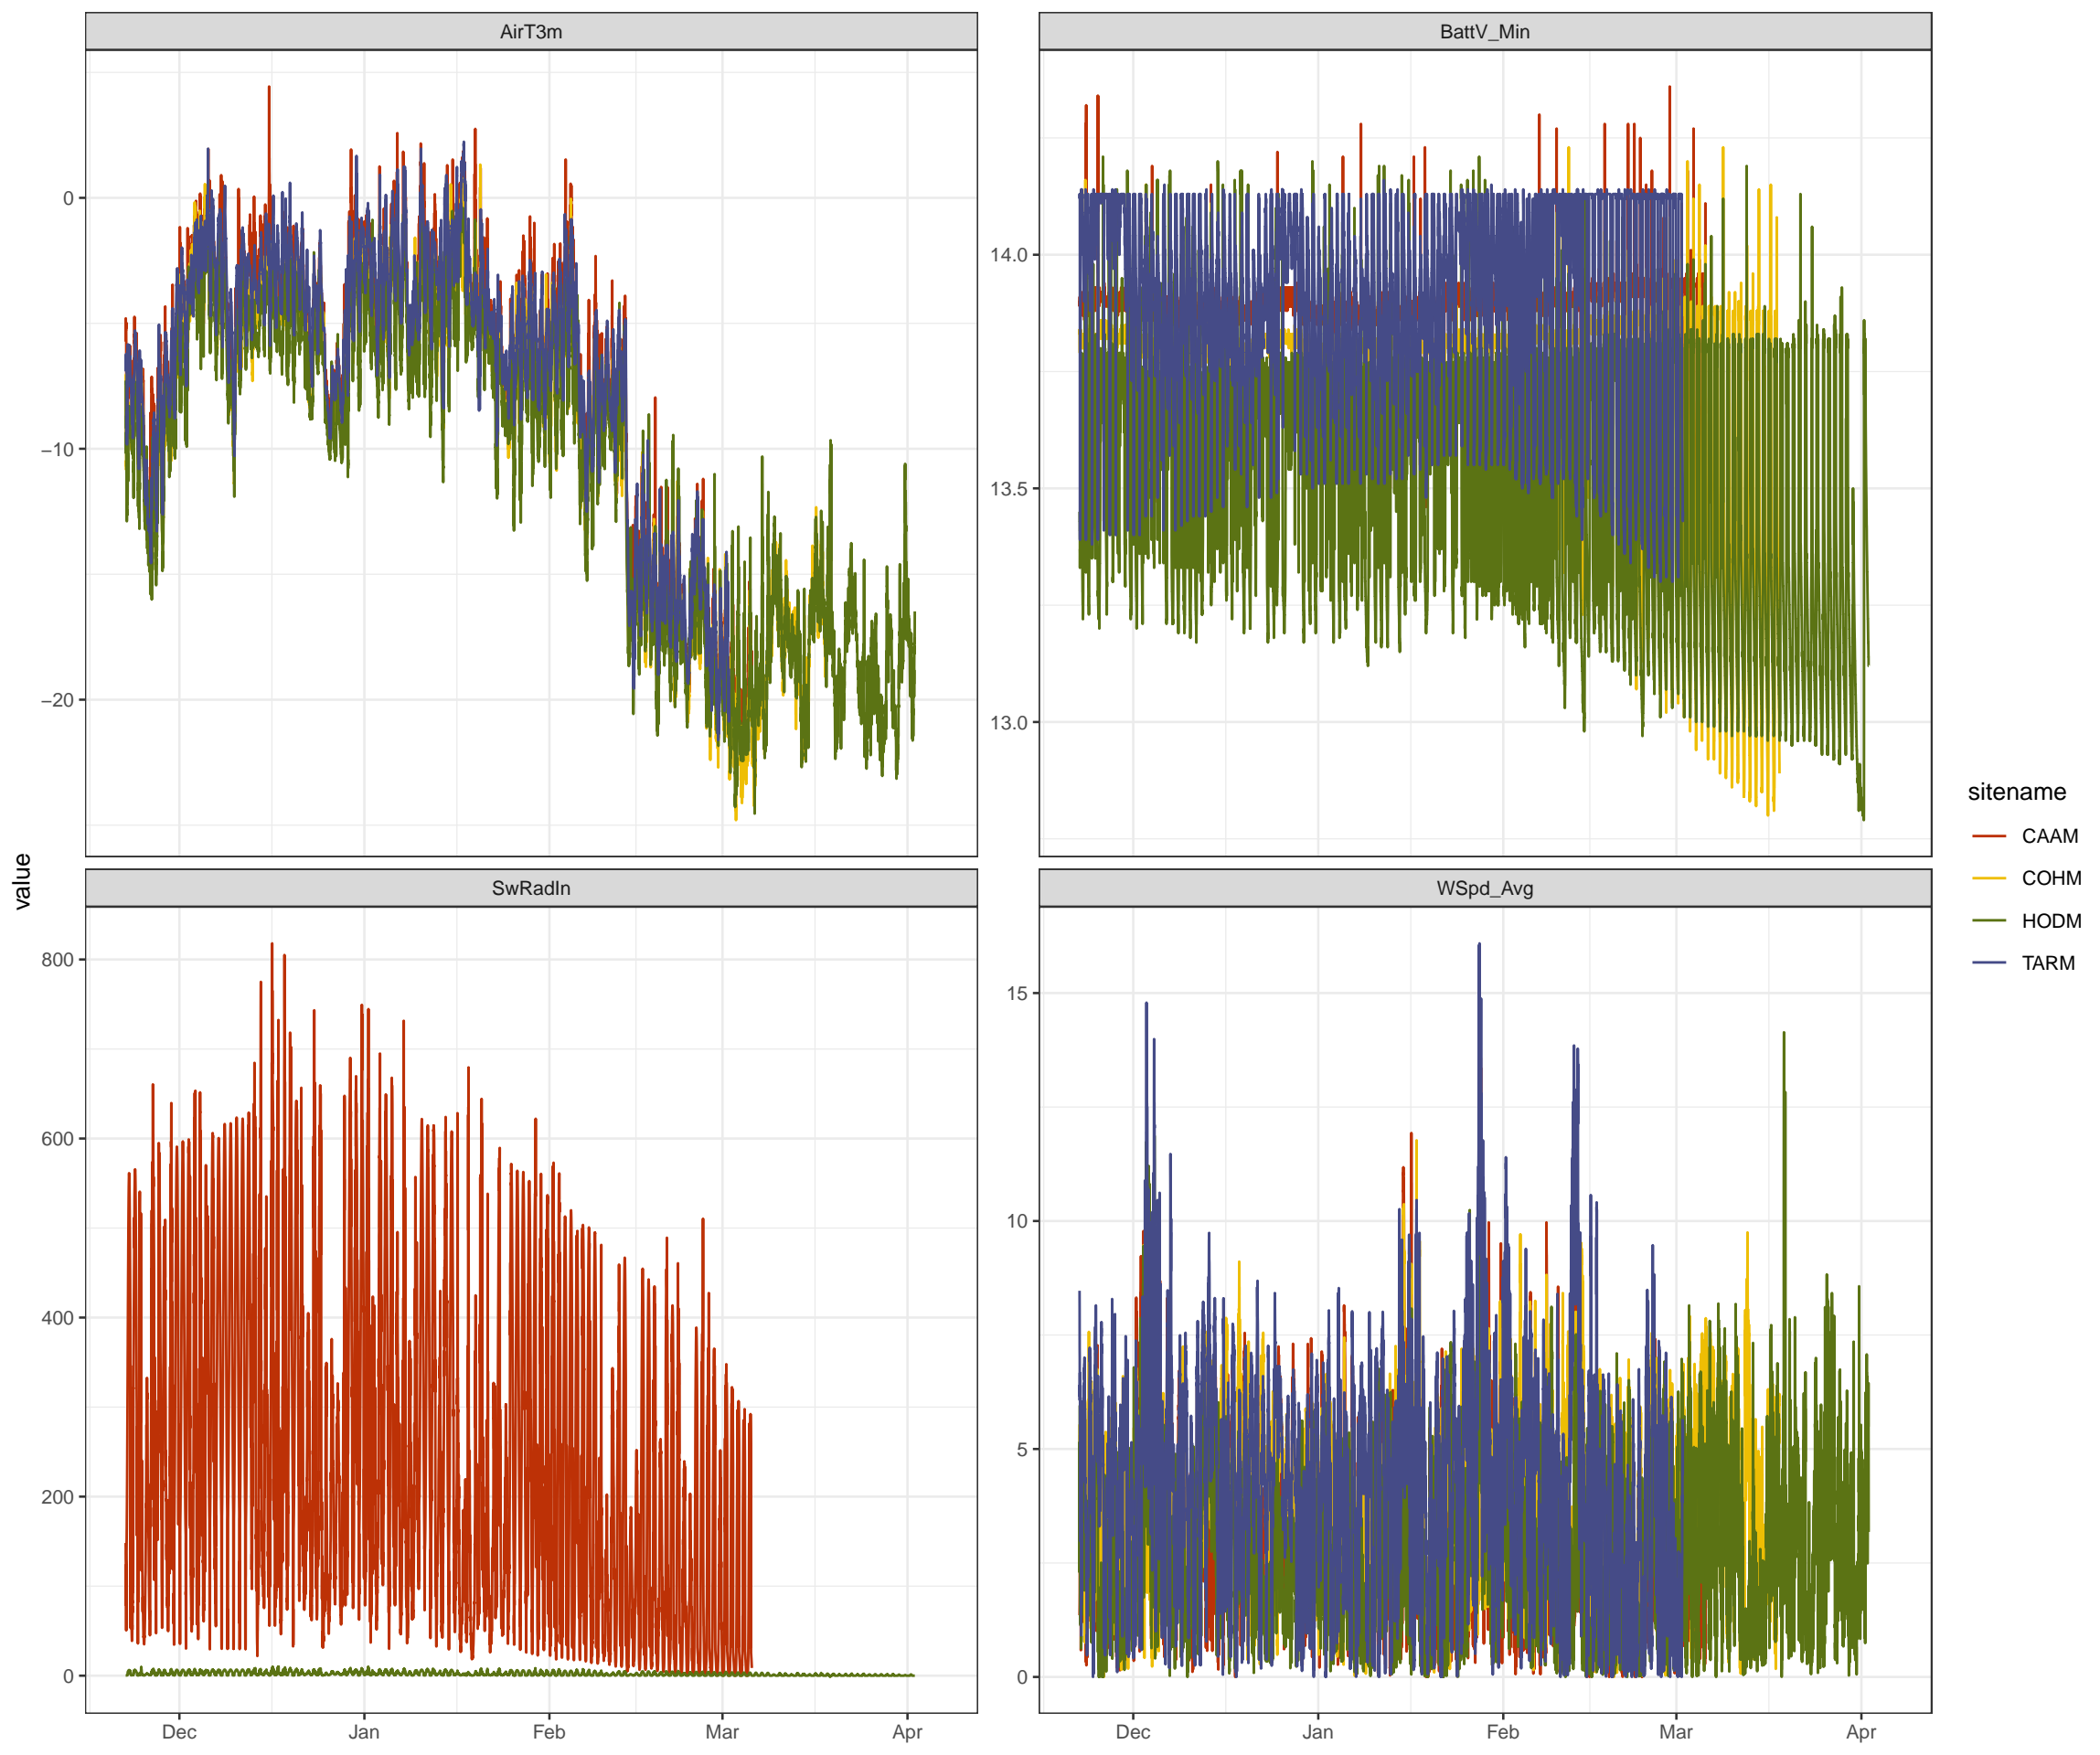 AirT3m
BattV_Min
0
−10
−20
14.0
13.5
13.0
value
SwRadIn
WSpd_Avg
800
600
400
200
0
15
10
5
0
Dec Jan Feb Mar Apr
Dec Jan Feb Mar Apr
sitename
CAAM
COHM
HODM
TARM